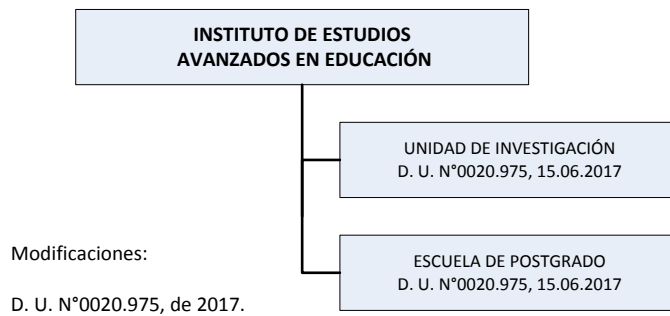 INSTITUTO DE ESTUDIOS
AVANZADOS EN EDUCACIÓN
UNIDAD DE INVESTIGACIÓN
D. U. N°0020.975, 15.06.2017
ESCUELA DE POSTGRADO
D. U. N°0020.975, 15.06.2017
Modificaciones:
D. U. N°0020.975, de 2017.